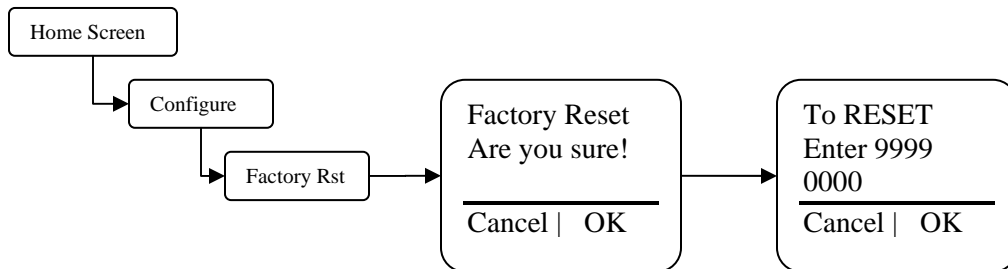 Home Screen
Configure
Factory Rst
Factory Reset
Are you sure!
Cancel | OK
To RESET
Enter 9999
0000
Cancel | OK